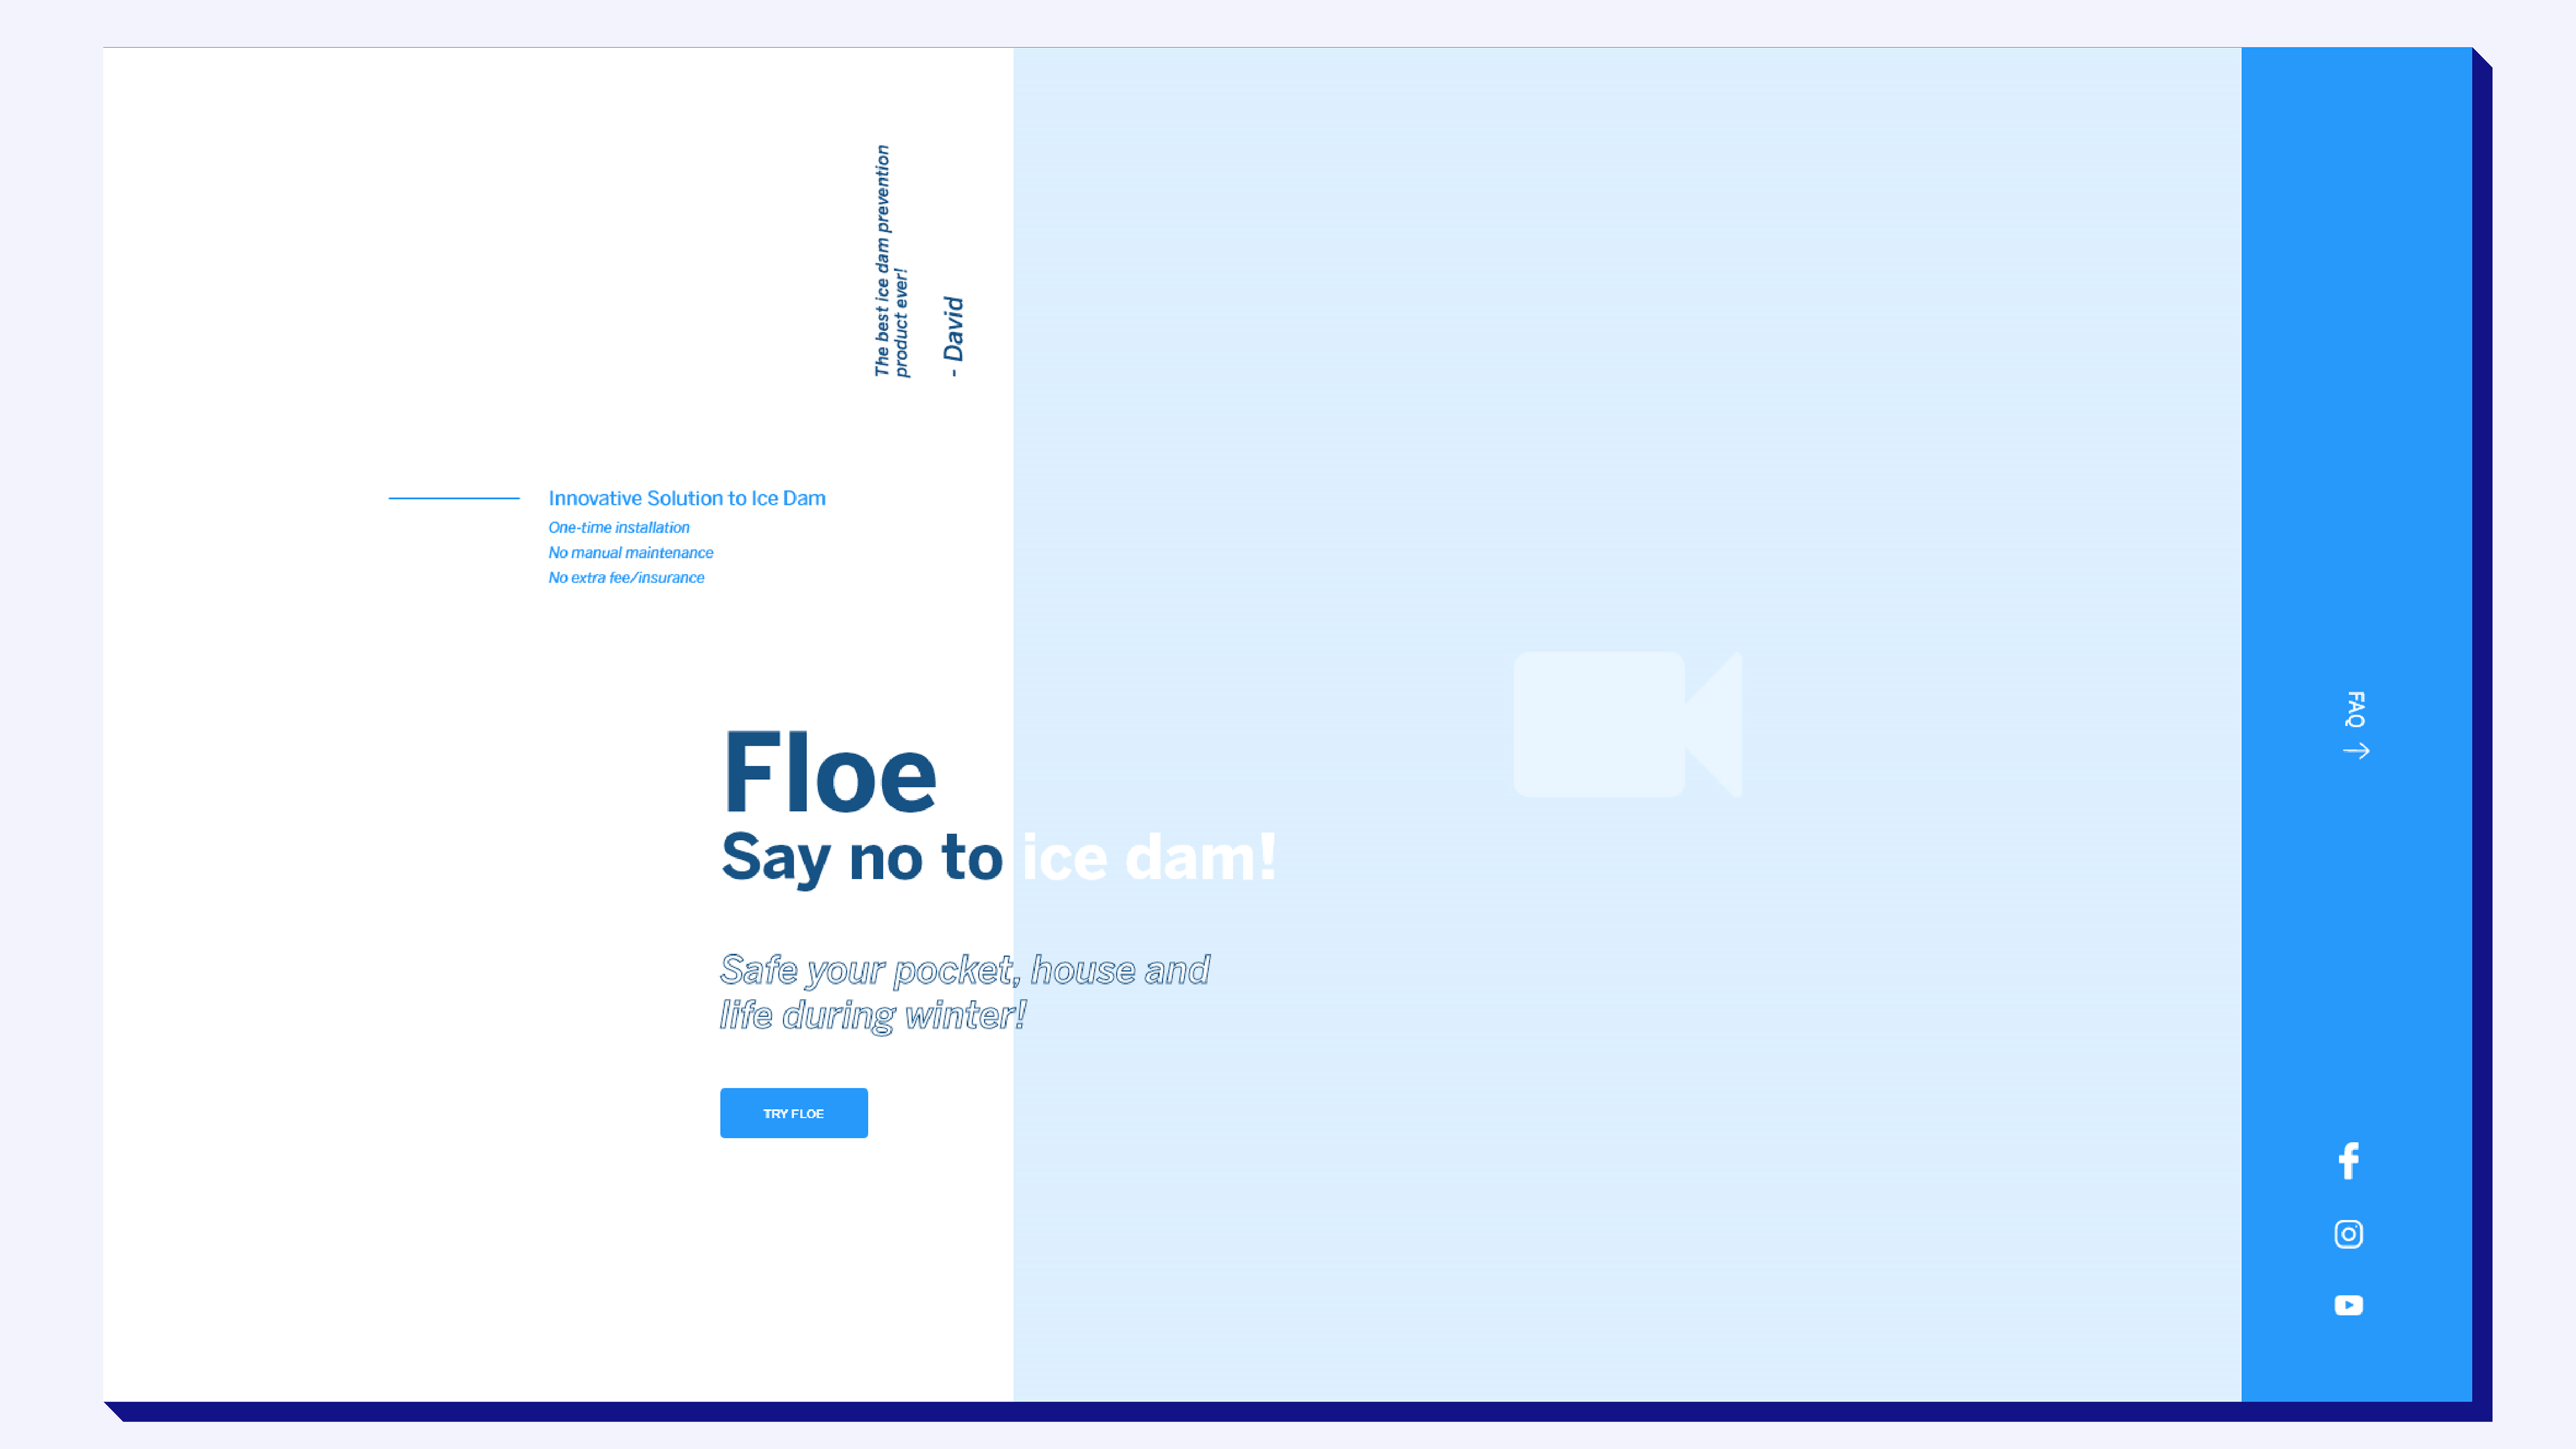 The best ice dam prevention
product ever!
- David
Innovative Solution to Ice Dam
One-time installation
No manual maintenance
No extra fee/insurance
Floe
Say no to ice dam!
Safe your pocket, house and
life during winter!
TRY FLOE
FAQ